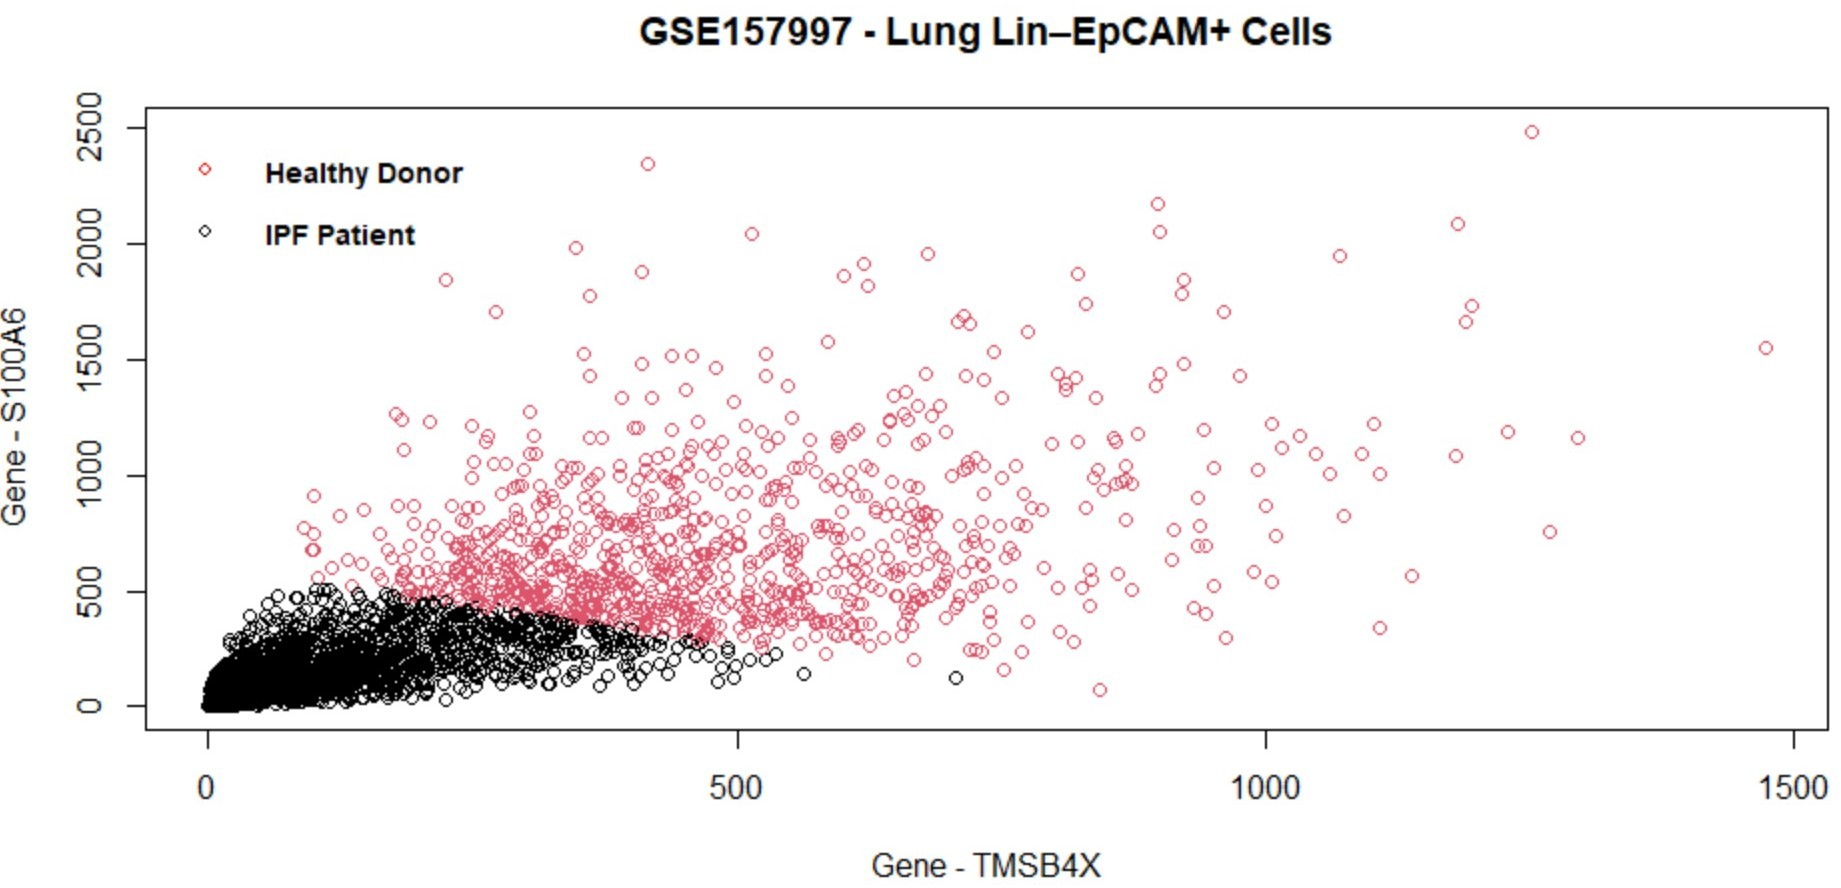 GSE157997 - Lung Lin–EpCAM+ Cells
Gene - S100A6
2500
2000
1500
1000
500
0
Healthy Donor
IPF Patient
0 500 1000 1500
Gene - TMSB4X